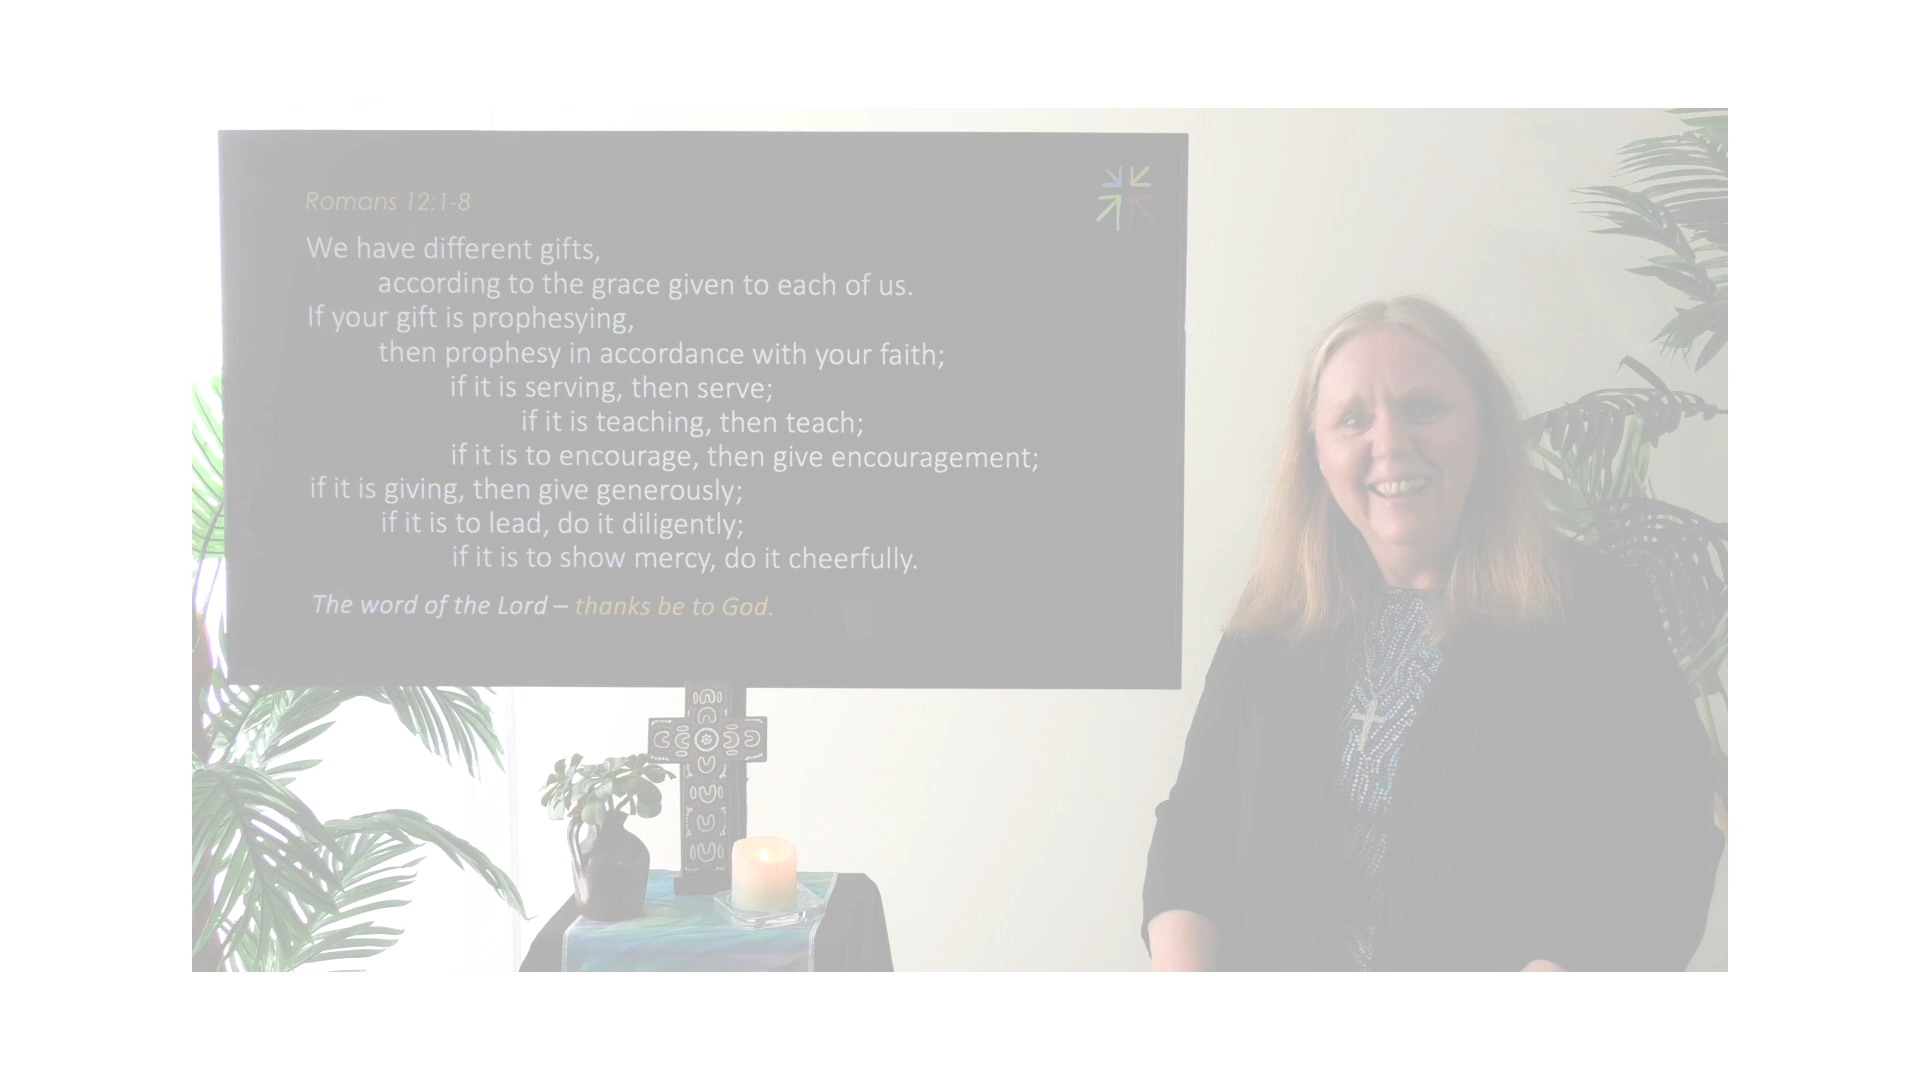 Romans 12:1-8
We have different gifts,
according to the grace given to each of us.
If your gift is prophesying,
then prophesy in accordance with your faith;
if it is serving, then serve;
if it is teaching, then teach;
if it is to encourage, then give encouragement;
if it is giving, then give generously;
if it is to lead, do it diligently;
if it is to show mercy, do it cheerfully.
The word of the Lord – thanks be to God.